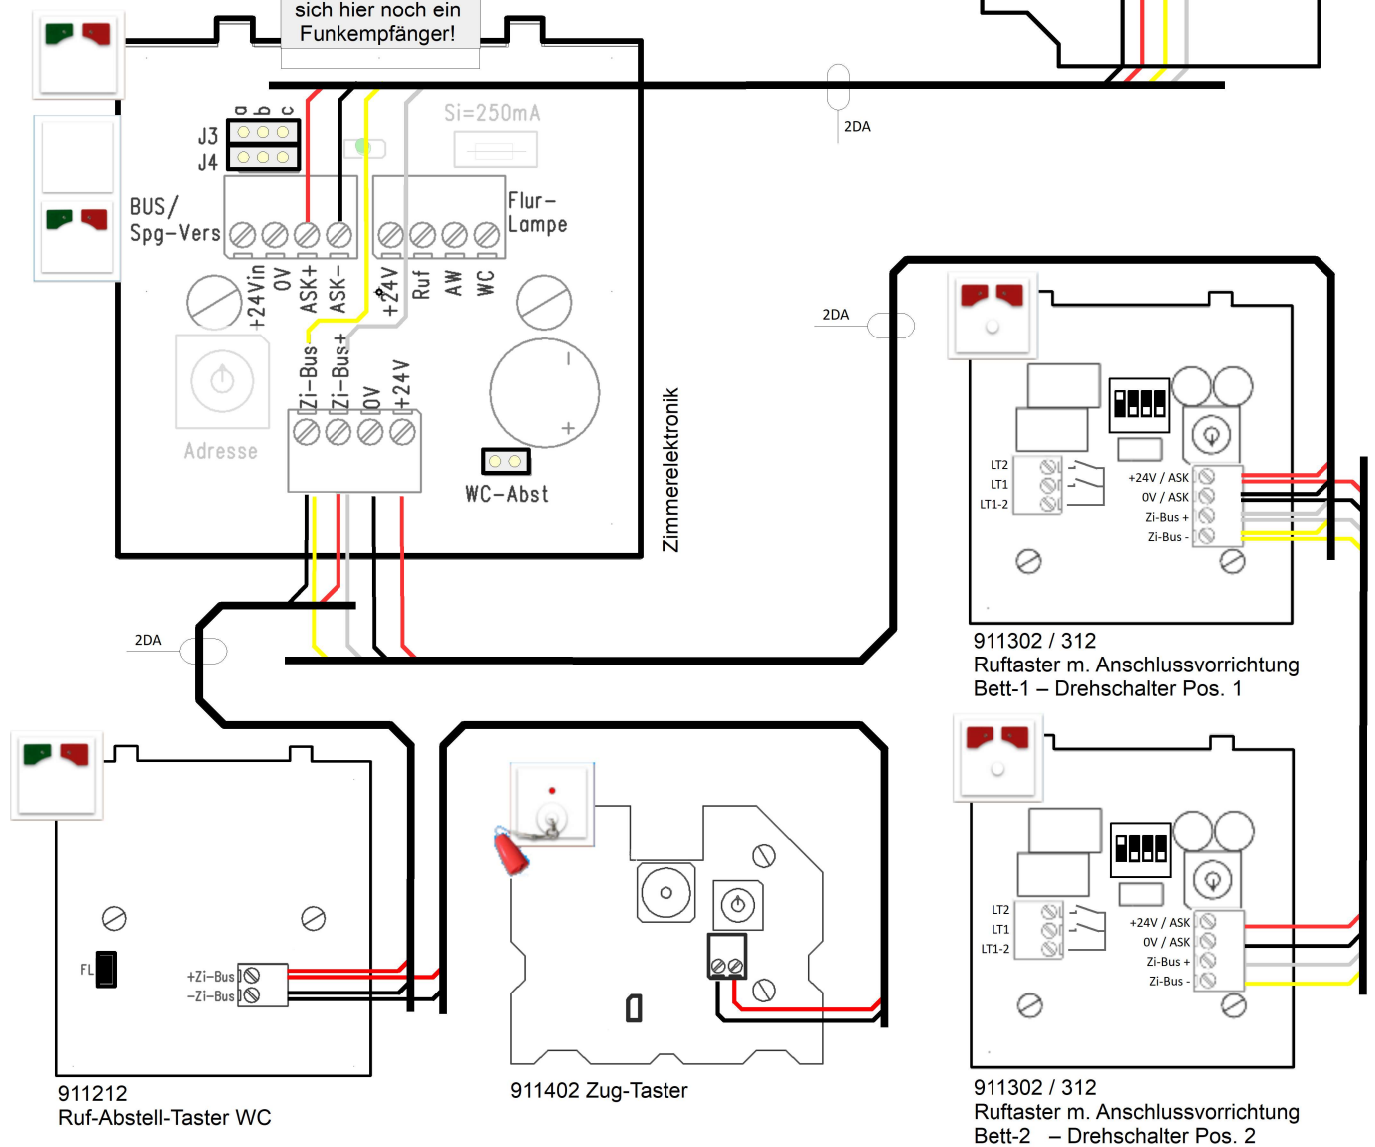 sich hier noch ein
Funkempfänger!
2DA
a b c
J3
J4
Si=250mA
BUS/
Spg-Vers
Flur-
Lampe
+24Vin
0V
ASK+
ASK-
+24V
Ruf
AW
WC
Zi-Bus-
Zi-Bus+
0V
+24V
Adresse
-
+
WC-Abst
Zimmerelektronik
2DA
LT2
LT1
LT1-2
+24V / ASK
0V / ASK
Zi-Bus +
Zi-Bus -
911302 / 312
Ruftaster m. Anschlussvorrichtung
Bett-1 – Drehschalter Pos. 1
2DA
FL
+Zi-Bus
-Zi-Bus
911212
Ruf-Abstell-Taster WC
911402 Zug-Taster
LT2
LT1
LT1-2
+24V / ASK
0V / ASK
Zi-Bus +
Zi-Bus -
911302 / 312
Ruftaster m. Anschlussvorrichtung
Bett-2 – Drehschalter Pos. 2